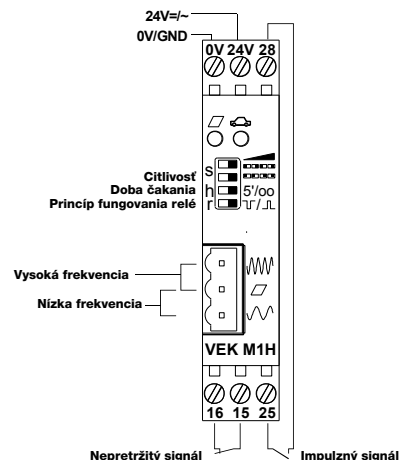 24V=/~
0V/GND
0V 24V 28
Citlivosť
Doba čakania
Princíp fungovania relé
s
h 5'/oo
r /
Vysoká frekvencia
Nízka frekvencia
VEK M1H
16 15 25
Nepretržitý signál
Impulzný signál